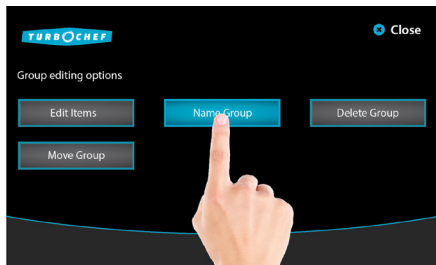 TURBOCHEF
Close
Group editing options
Edit Items
Name Group
Delete Group
Move Group